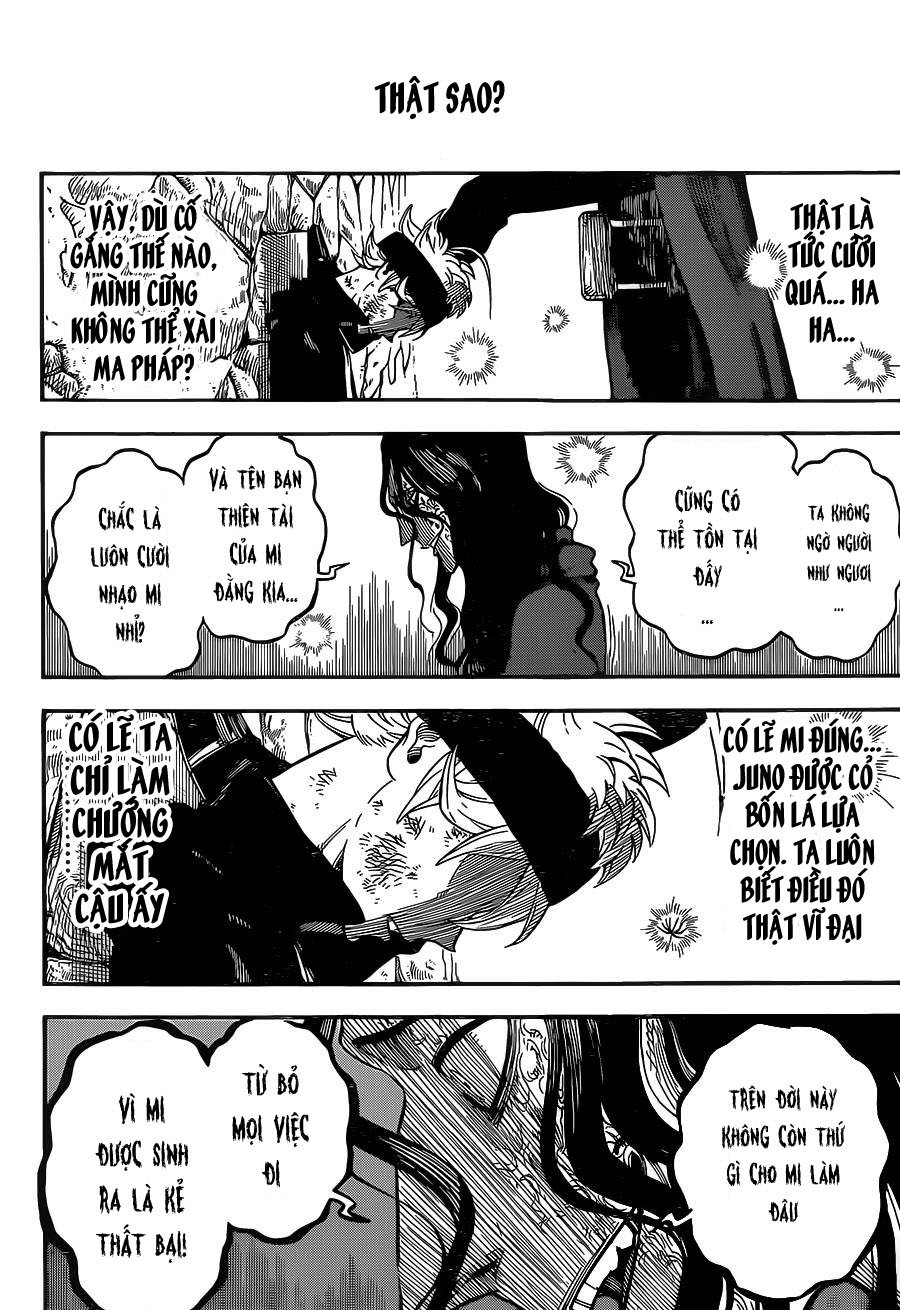 THẬT SAO?
THẬT LÀ
TỨC CƯỜI
QUÁ... HA
HA...
VẬY, DÙ CỐ
GẮNG THẾ NÀO,
MÌNH CŨNG
KHÔNG THỂ XÀI
MA PHÁP?
TA KHÔNG
NGỜ NGƯỜI
NHƯ NGƯƠI
...
CŨNG CÓ
THỂ TỒN TẠI
ĐẤY
...
VÀ TÊN BẠN
THIÊN TÀI
CỦA MI
ĐẰNG KIA...
CHẮC LÀ
LUÔN CƯỜI
NHẠO MI
NHỈ?
CÓ LẼ MI ĐÚNG...
JUNO ĐƯỢC CỎ
BỐN LÁ LỰA
CHỌN. TA LUÔN
BIẾT ĐIỀU ĐÓ
THẬT VĨ ĐẠI
CÓ LẼ TA
CHỈ LÀM
CHƯỚNG
MẮT
CẬU ẤY
TRÊN ĐỜI NÀY
KHÔNG CÒN THỨ
GÌ CHO MI LÀM
ĐÂU
TỪ BỎ
MỌI VIỆC
ĐI
VÌ MI
ĐƯỢC SINH
RA LÀ KẺ
THẤT BẠI!